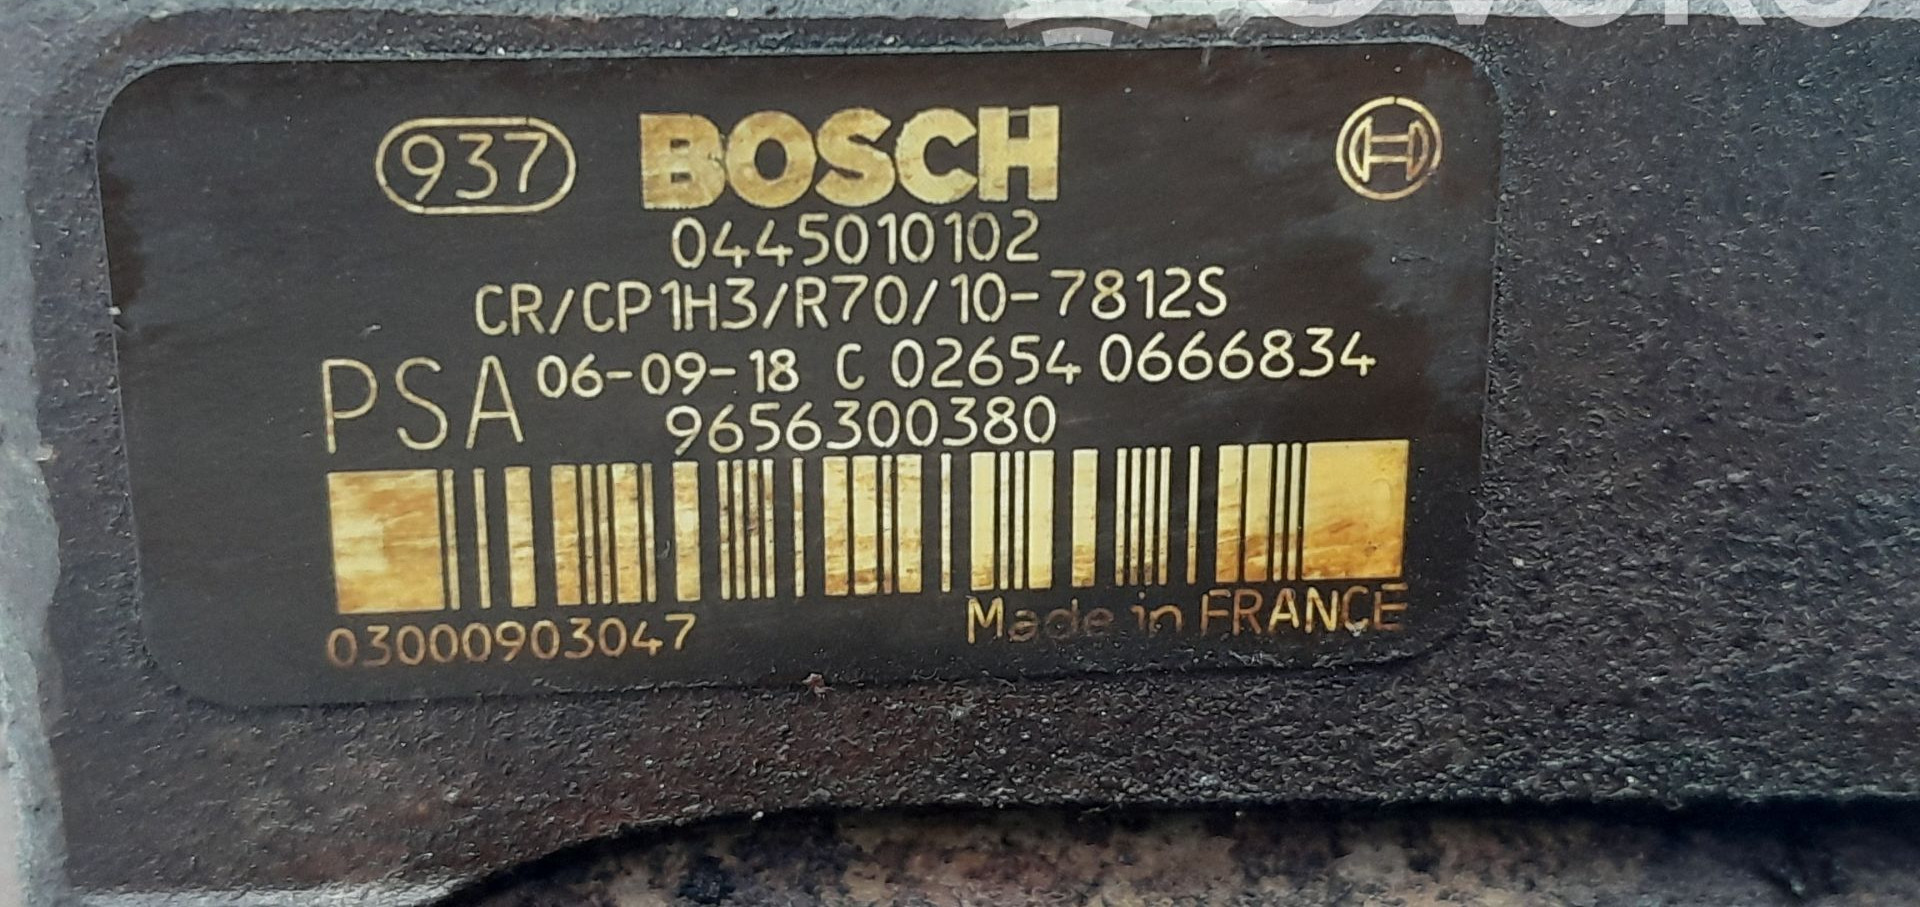 937 BOSCH
0445010102
CR/CP1H3/R70/10-7812S
PSA 06-09-18 C 02654 0666834
9656300380
03000903047 Made in FRANCE